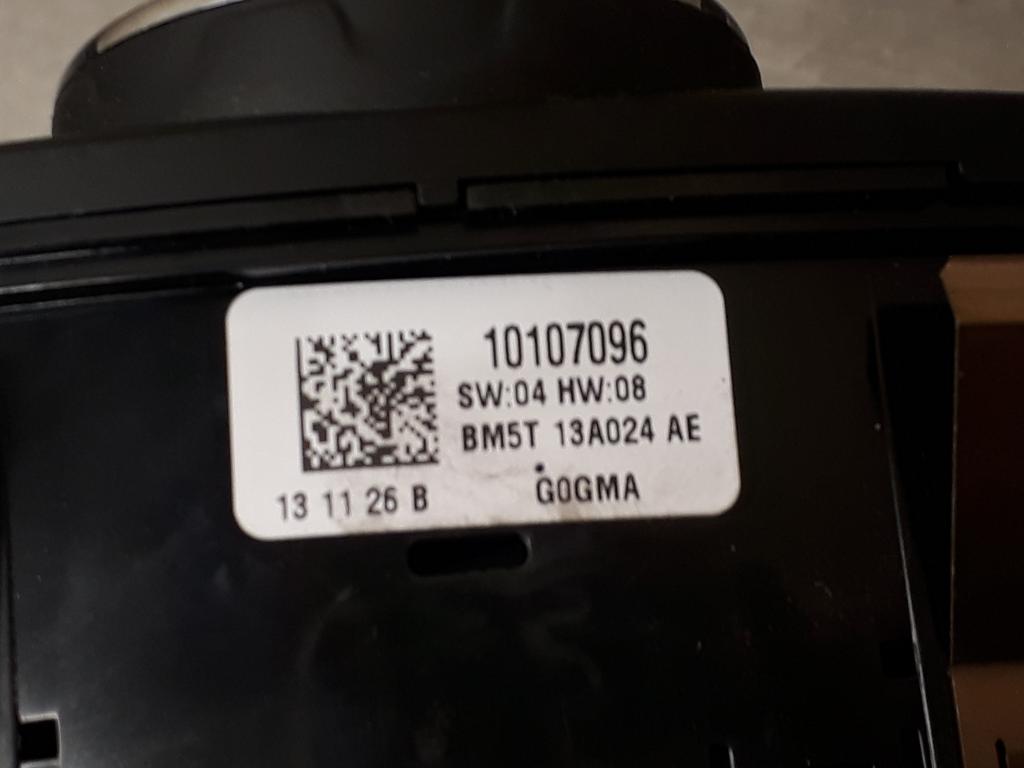 10107096
SW:04 HW:08
BM5T 13A024 AE
13 11 26 B
G0GMA